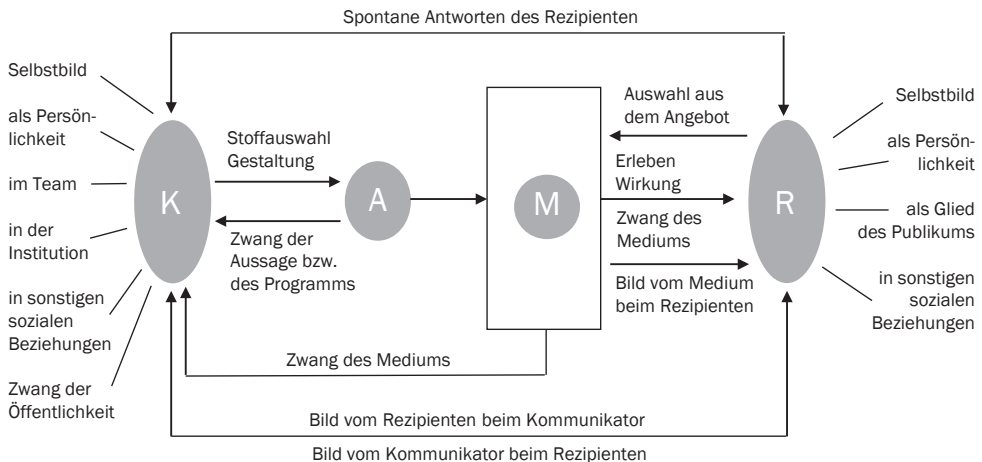 Spontane Antworten des Rezipienten
Selbstbild
als Persön-
lichkeit
im Team
in der
Institution
in sonstigen
sozialen
Beziehungen
Zwang der
Öffentlichkeit
K
Stoffauswahl
Gestaltung
Zwang der
Aussage bzw.
des Programms
A
M
Zwang des Mediums
Auswahl aus
dem Angebot
Erleben
Wirkung
Zwang des
Mediums
Bild vom Medium
beim Rezipienten
R
Selbstbild
als Persön-
lichkeit
als Glied
des Publikums
in sonstigen
sozialen
Beziehungen
Bild vom Rezipienten beim Kommunikator
Bild vom Kommunikator beim Rezipienten